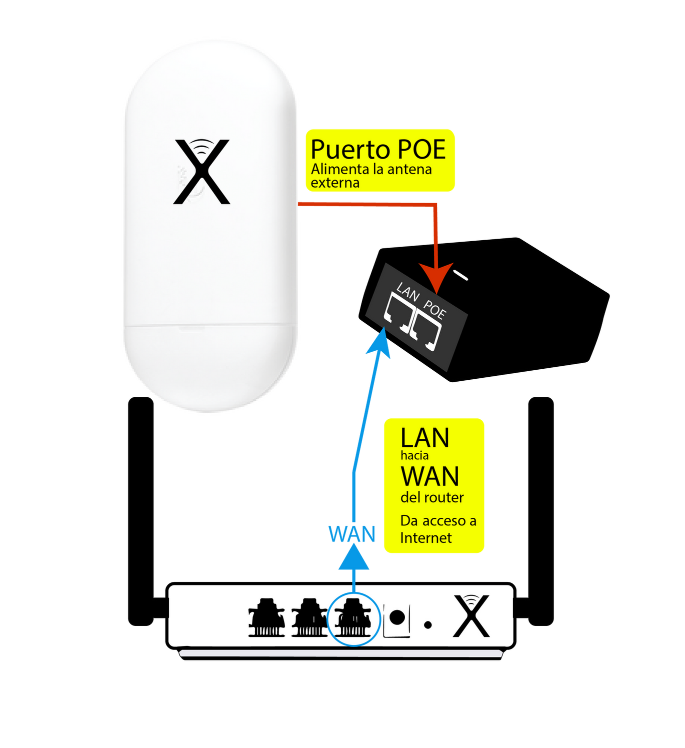 X
Puerto POE
Alimenta la antena
externa
LAN POE
LAN
hacia
WAN
del router
Da acceso a
Internet
WAN
X